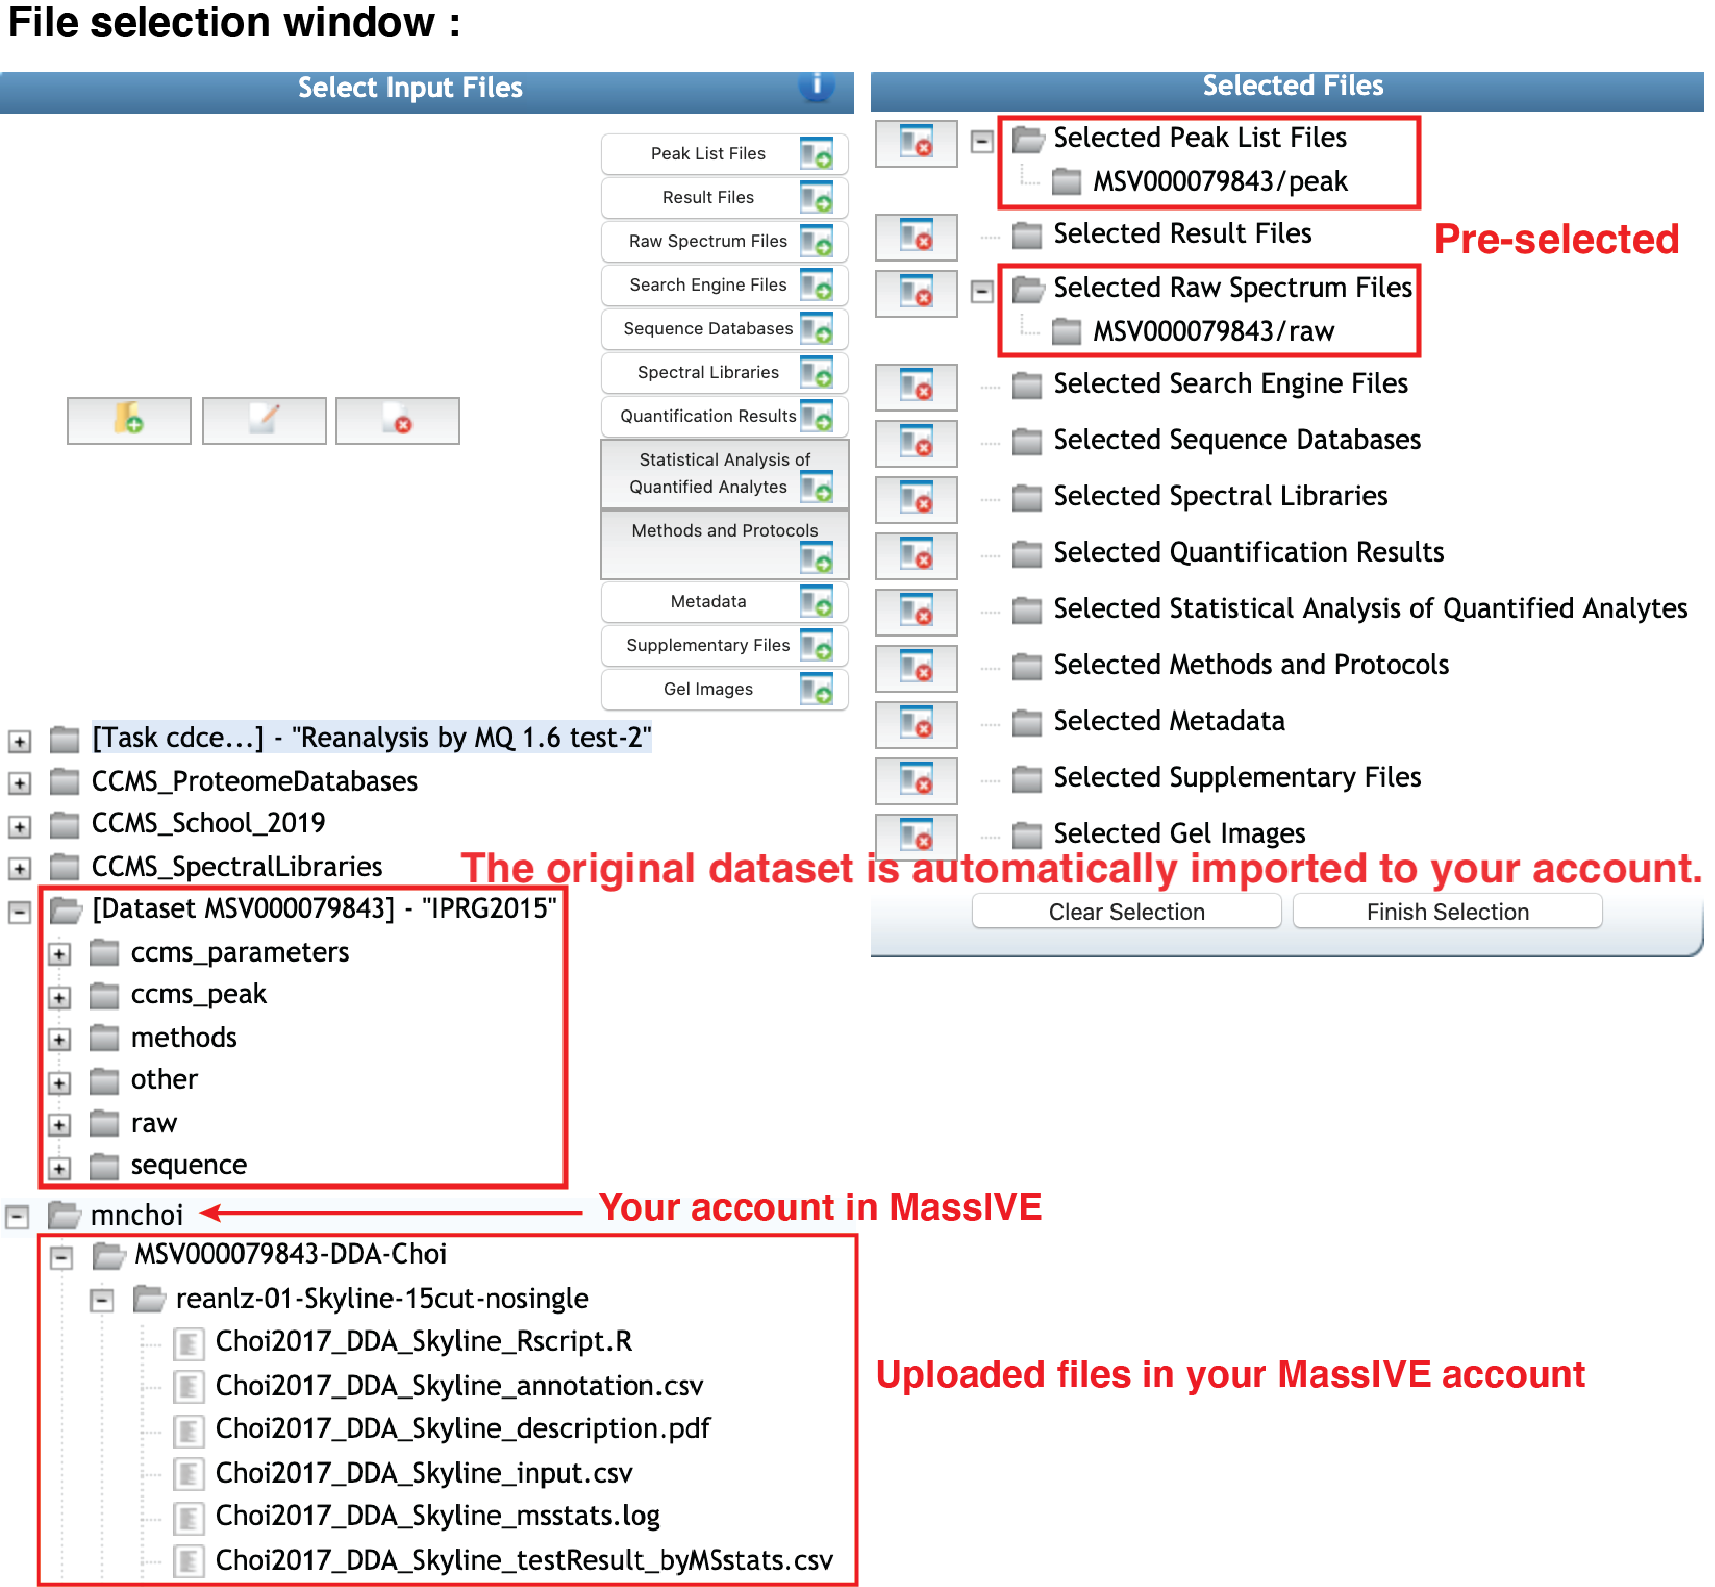 File selection window :
Select Input Files
i
Peak List Files
Result Files
Raw Spectrum Files
Search Engine Files
Sequence Databases
Spectral Libraries
Quantification Results
Statistical Analysis of
Quantified Analytes
Methods and Protocols
Metadata
Supplementary Files
Gel Images
[Task cdce...] - "Reanalysis by MQ 1.6 test-2"
CCMS_ProteomeDatabases
CCMS_School_2019
CCMS_SpectralLibraries
[Dataset MSV000079843] - "IPRG2015"
ccms_parameters
ccms_peak
methods
other
raw
sequence
mnchoi
Your account in MassIVE
MSV000079843-DDA-Choi
reanlz-01-Skyline-15cut-nosingle
Choi2017_DDA_Skyline_Rscript.R
Choi2017_DDA_Skyline_annotation.csv
Choi2017_DDA_Skyline_description.pdf
Choi2017_DDA_Skyline_input.csv
Choi2017_DDA_Skyline_msstats.log
Choi2017_DDA_Skyline_testResult_byMSstats.csv
Uploaded files in your MassIVE account
Selected Files
Selected Peak List Files
MSV000079843/peak
Selected Result Files
Pre-selected
Selected Raw Spectrum Files
MSV000079843/raw
Selected Search Engine Files
Selected Sequence Databases
Selected Spectral Libraries
Selected Quantification Results
Selected Statistical Analysis of Quantified Analytes
Selected Methods and Protocols
Selected Metadata
Selected Supplementary Files
Selected Gel Images
The original dataset is automatically imported to your account.
Clear Selection
Finish Selection